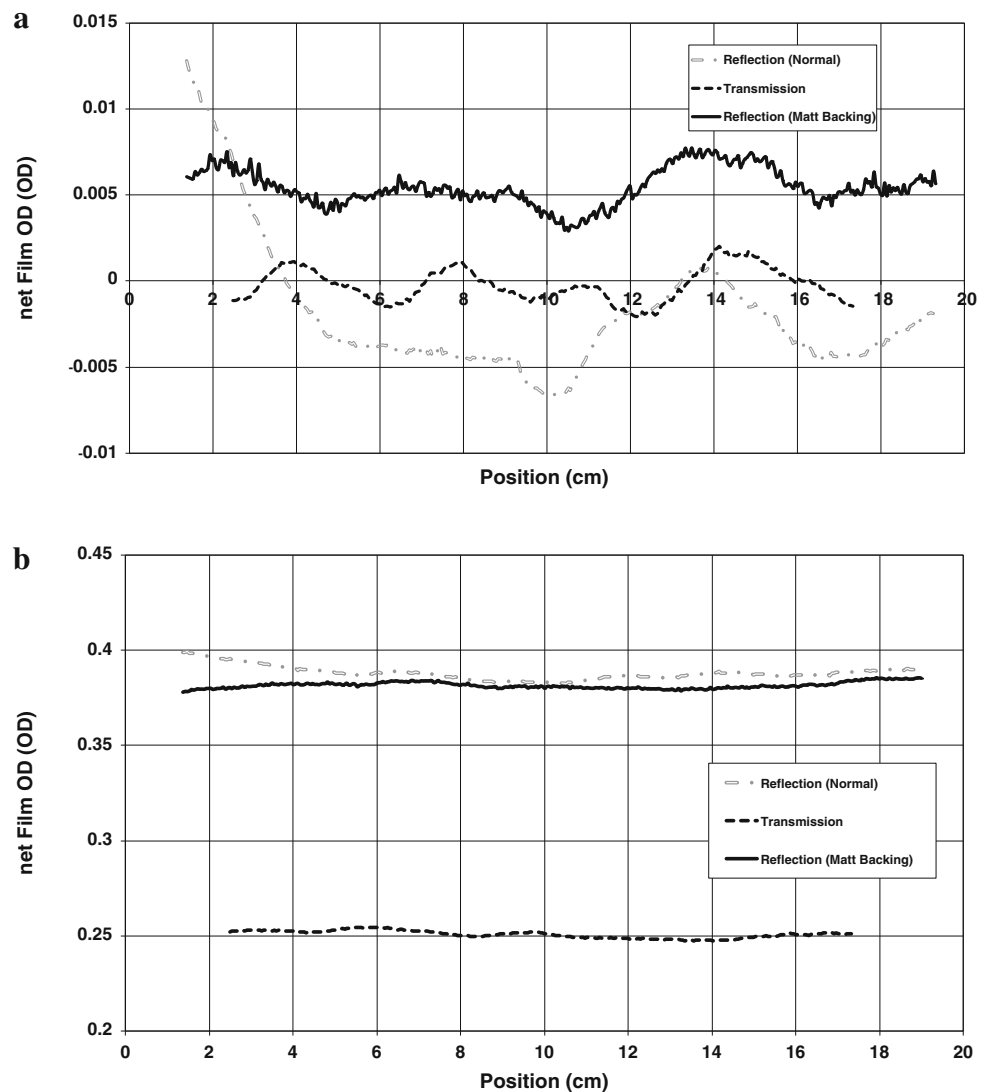 a
0.015
0.01
0.005
0
-0.005
-0.01
net Film OD (OD)
Reflection (Normal)
Transmission
Reflection (Matt Backing)
0 2 4 6 8 10 12 14 16 18 20
Position (cm)
b
0.45
0.4
0.35
0.3
0.25
0.2
net Film OD (OD)
Reflection (Normal)
Transmission
Reflection (Matt Backing)
0 2 4 6 8 10 12 14 16 18 20
Position (cm)